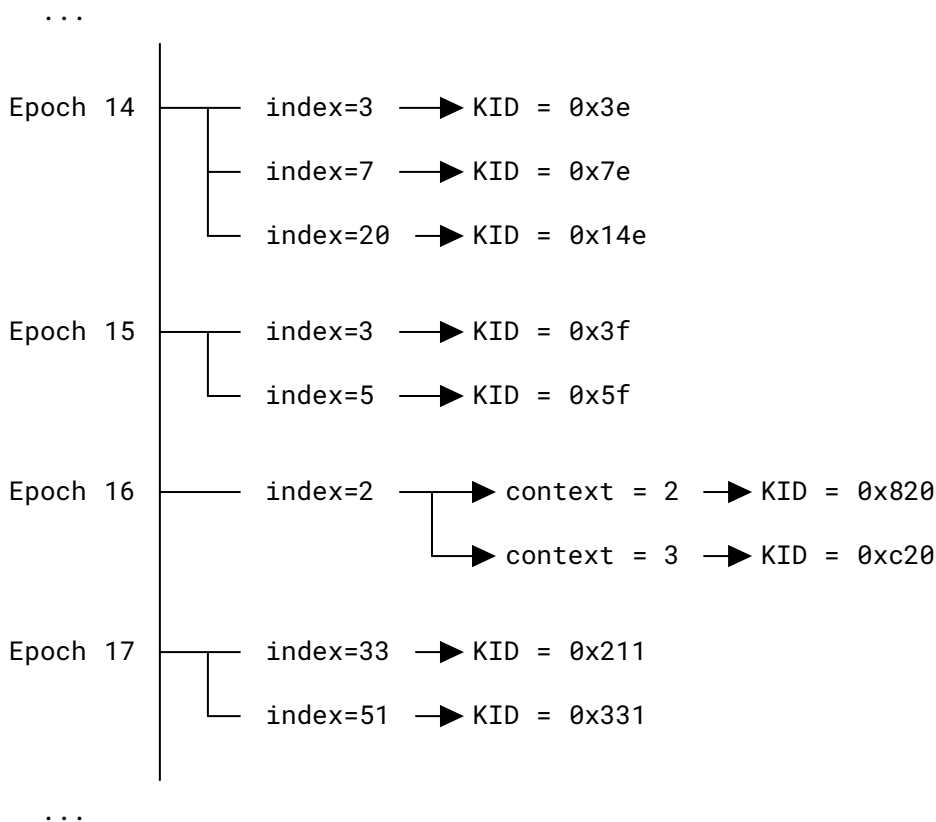 ...
Epoch 14 index=3 KID = 0x3e
index=7 KID = 0x7e
index=20 KID = 0x14e
Epoch 15 index=3 KID = 0x3f
index=5 KID = 0x5f
Epoch 16 index=2 context = 2 KID = 0x820
context = 3 KID = 0xc20
Epoch 17 index=33 KID = 0x211
index=51 KID = 0x331
...